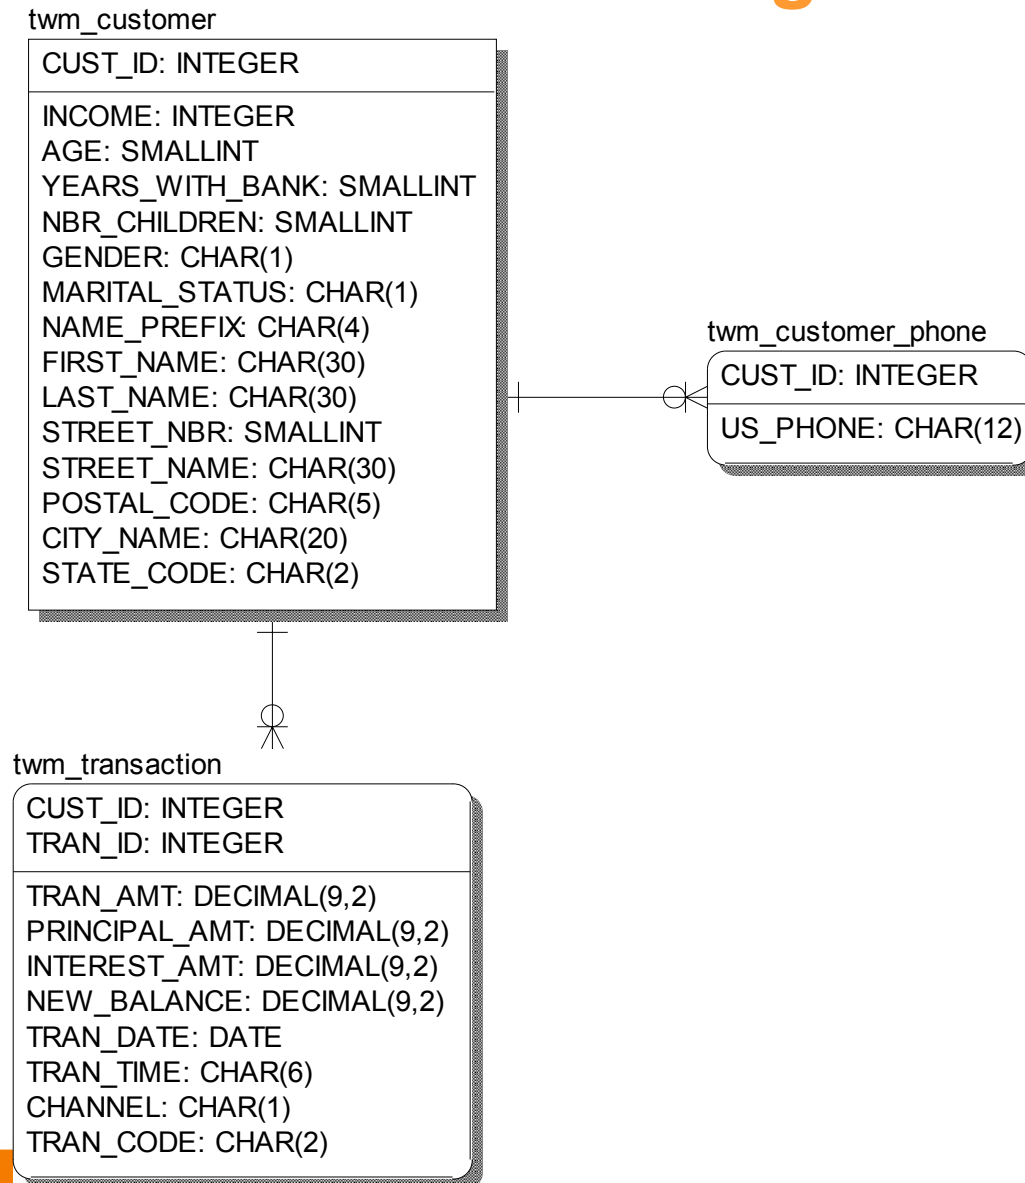 twm_customer
CUST_ID: INTEGER
INCOME: INTEGER
AGE: SMALLINT
YEARS_WITH_BANK: SMALLINT
NBR_CHILDREN: SMALLINT
GENDER: CHAR(1)
MARITAL_STATUS: CHAR(1)
NAME_PREFIX: CHAR(4)
FIRST_NAME: CHAR(30)
LAST_NAME: CHAR(30)
STREET_NBR: SMALLINT
STREET_NAME: CHAR(30)
POSTAL_CODE: CHAR(5)
CITY_NAME: CHAR(20)
STATE_CODE: CHAR(2)
twm_customer_phone
CUST_ID: INTEGER
US_PHONE: CHAR(12)
twm_transaction
CUST_ID: INTEGER
TRAN_ID: INTEGER
TRAN_AMT: DECIMAL(9,2)
PRINCIPAL_AMT: DECIMAL(9,2)
INTEREST_AMT: DECIMAL(9,2)
NEW_BALANCE: DECIMAL(9,2)
TRAN_DATE: DATE
TRAN_TIME: CHAR(6)
CHANNEL: CHAR(1)
TRAN_CODE: CHAR(2)